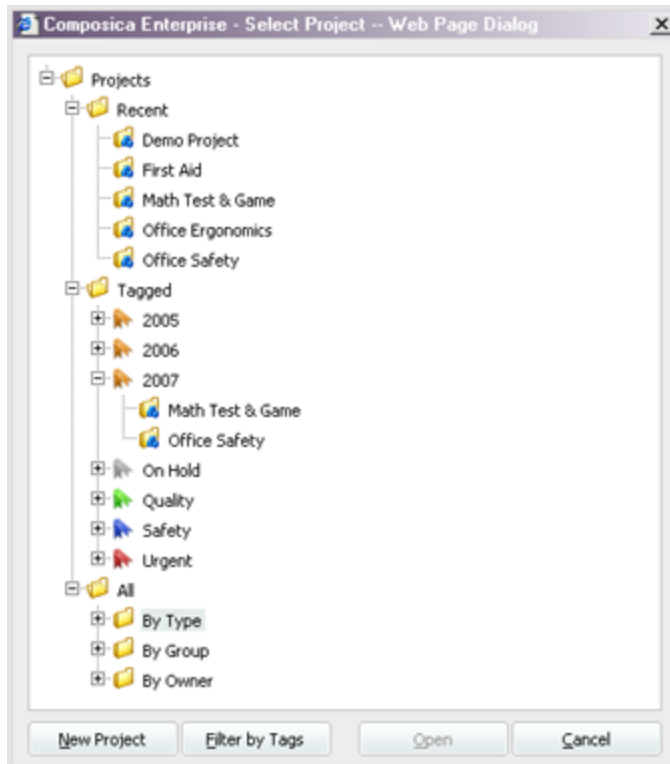 Composica Enterprise - Select Project -- Web Page Dialog
Projects
Recent
Demo Project
First Aid
Math Test & Game
Office Ergonomics
Office Safety
Tagged
2005
2006
2007
Math Test & Game
Office Safety
On Hold
Quality
Safety
Urgent
All
By Type
By Group
By Owner
New Project Filter by Tags Open Cancel